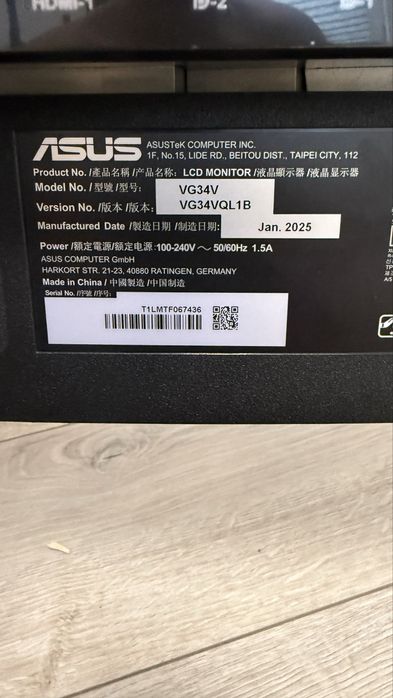 HDMI-1
ASUS
ASUSTeK COMPUTER INC.
1F, No.15, LIDE RD., BEITOU DIST., TAIPEI CITY, 112
Product No. /產品名稱 /产品名称: LCD MONITOR /液晶顯示器 /液晶显示器
Model No. / 型號 /型号: VG34V
Version No. /版本 /版本: VG34VQL1B
Manufactured Date /製造日期 /制造日期: Jan. 2025
Power /額定電源/额定电源:100-240V ～ 50/60Hz 1.5A
ASUS COMPUTER GmbH
HARKORT STR. 21-23, 40880 RATINGEN, GERMANY
Made in China / 中國製造 /中国制造
Serial No. /序號 /序号:
T1LMTF067436